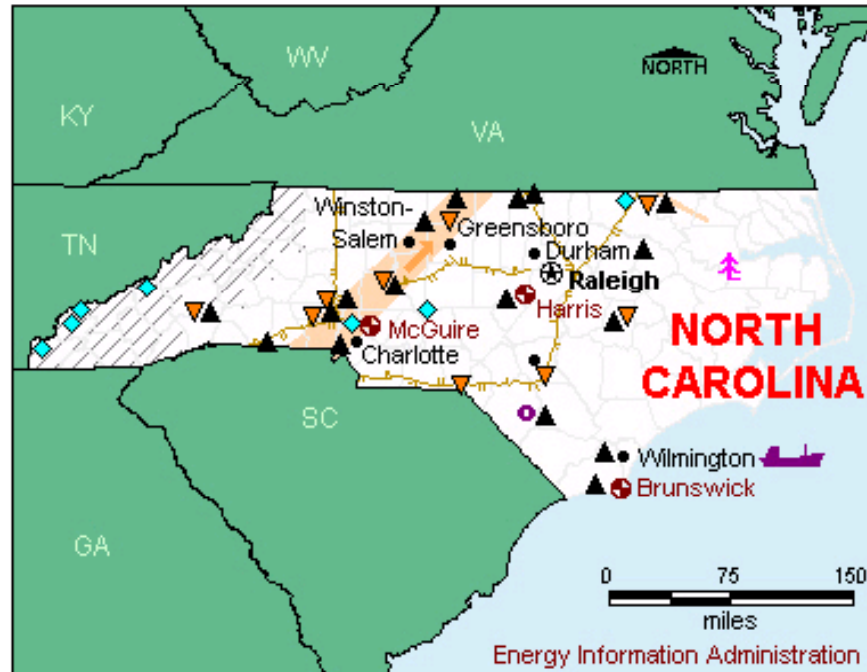 WV
NORTH
KY
VA
TN
Winston-
Salem
Greensboro
Durham
Raleigh
Harris
McGuire
Charlotte
NORTH
CAROLINA
SC
Wilmington
Brunswick
GA
0 75 150
miles
Energy Information Administration